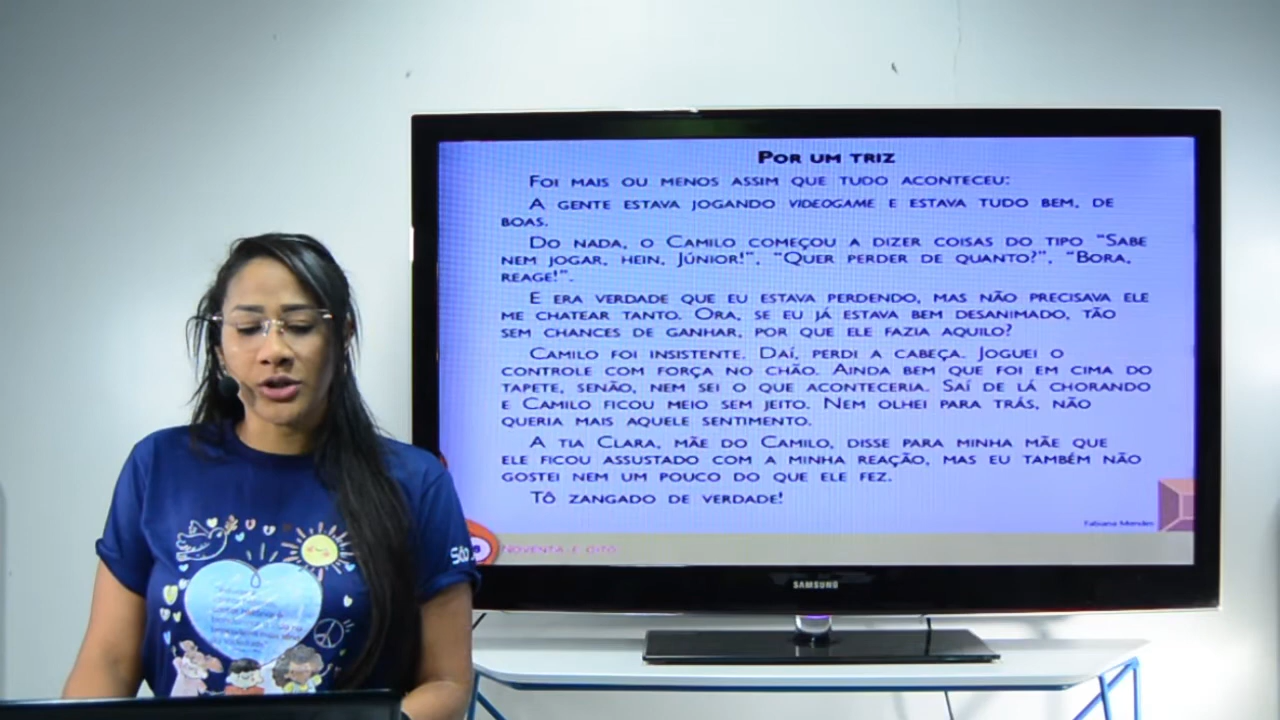 POR UM TRIZ
FOI MAIS OU MENOS ASSIM QUE TUDO ACONTECEU:
A GENTE ESTAVA JOGANDO VIDEOGAME E ESTAVA TUDO BEM, DE
BOAS.
DO NADA, O CAMILO COMEÇOU A DIZER COISAS DO TIPO "SABE
NEM JOGAR, HEIN, JÚNIOR!", "QUER PERDER DE QUANTO?", "BORA,
REAGE!".
E ERA VERDADE QUE EU ESTAVA PERDENDO, MAS NÃO PRECISAVA ELE
ME CHATEAR TANTO. ORA, SE EU JÁ ESTAVA BEM DESANIMADO, TÃO
SEM CHANCES DE GANHAR, POR QUE ELE FAZIA AQUILO?
CAMILO FOI INSISTENTE. DAÍ, PERDI A CABEÇA. JOGUEI O
CONTROLE COM FORÇA NO CHÃO. AINDA BEM QUE FOI EM CIMA DO
TAPETE, SENÃO, NEM SEI O QUE ACONTECERIA. SAÍ DE LÁ CHORANDO
E CAMILO FICOU MEIO SEM JEITO. NEM OLHEI PARA TRÁS, NÃO
QUERIA MAIS AQUELE SENTIMENTO.
A TIA CLARA, MÃE DO CAMILO, DISSE PARA MINHA MÃE QUE
ELE FICOU ASSUSTADO COM A MINHA REAÇÃO, MAS EU TAMBÉM NÃO
GOSTEI NEM UM POUCO DO QUE ELE FEZ.
TÔ ZANGADO DE VERDADE!
Fabiana Mendes
NOVENTA E OITO
SAMSUNG